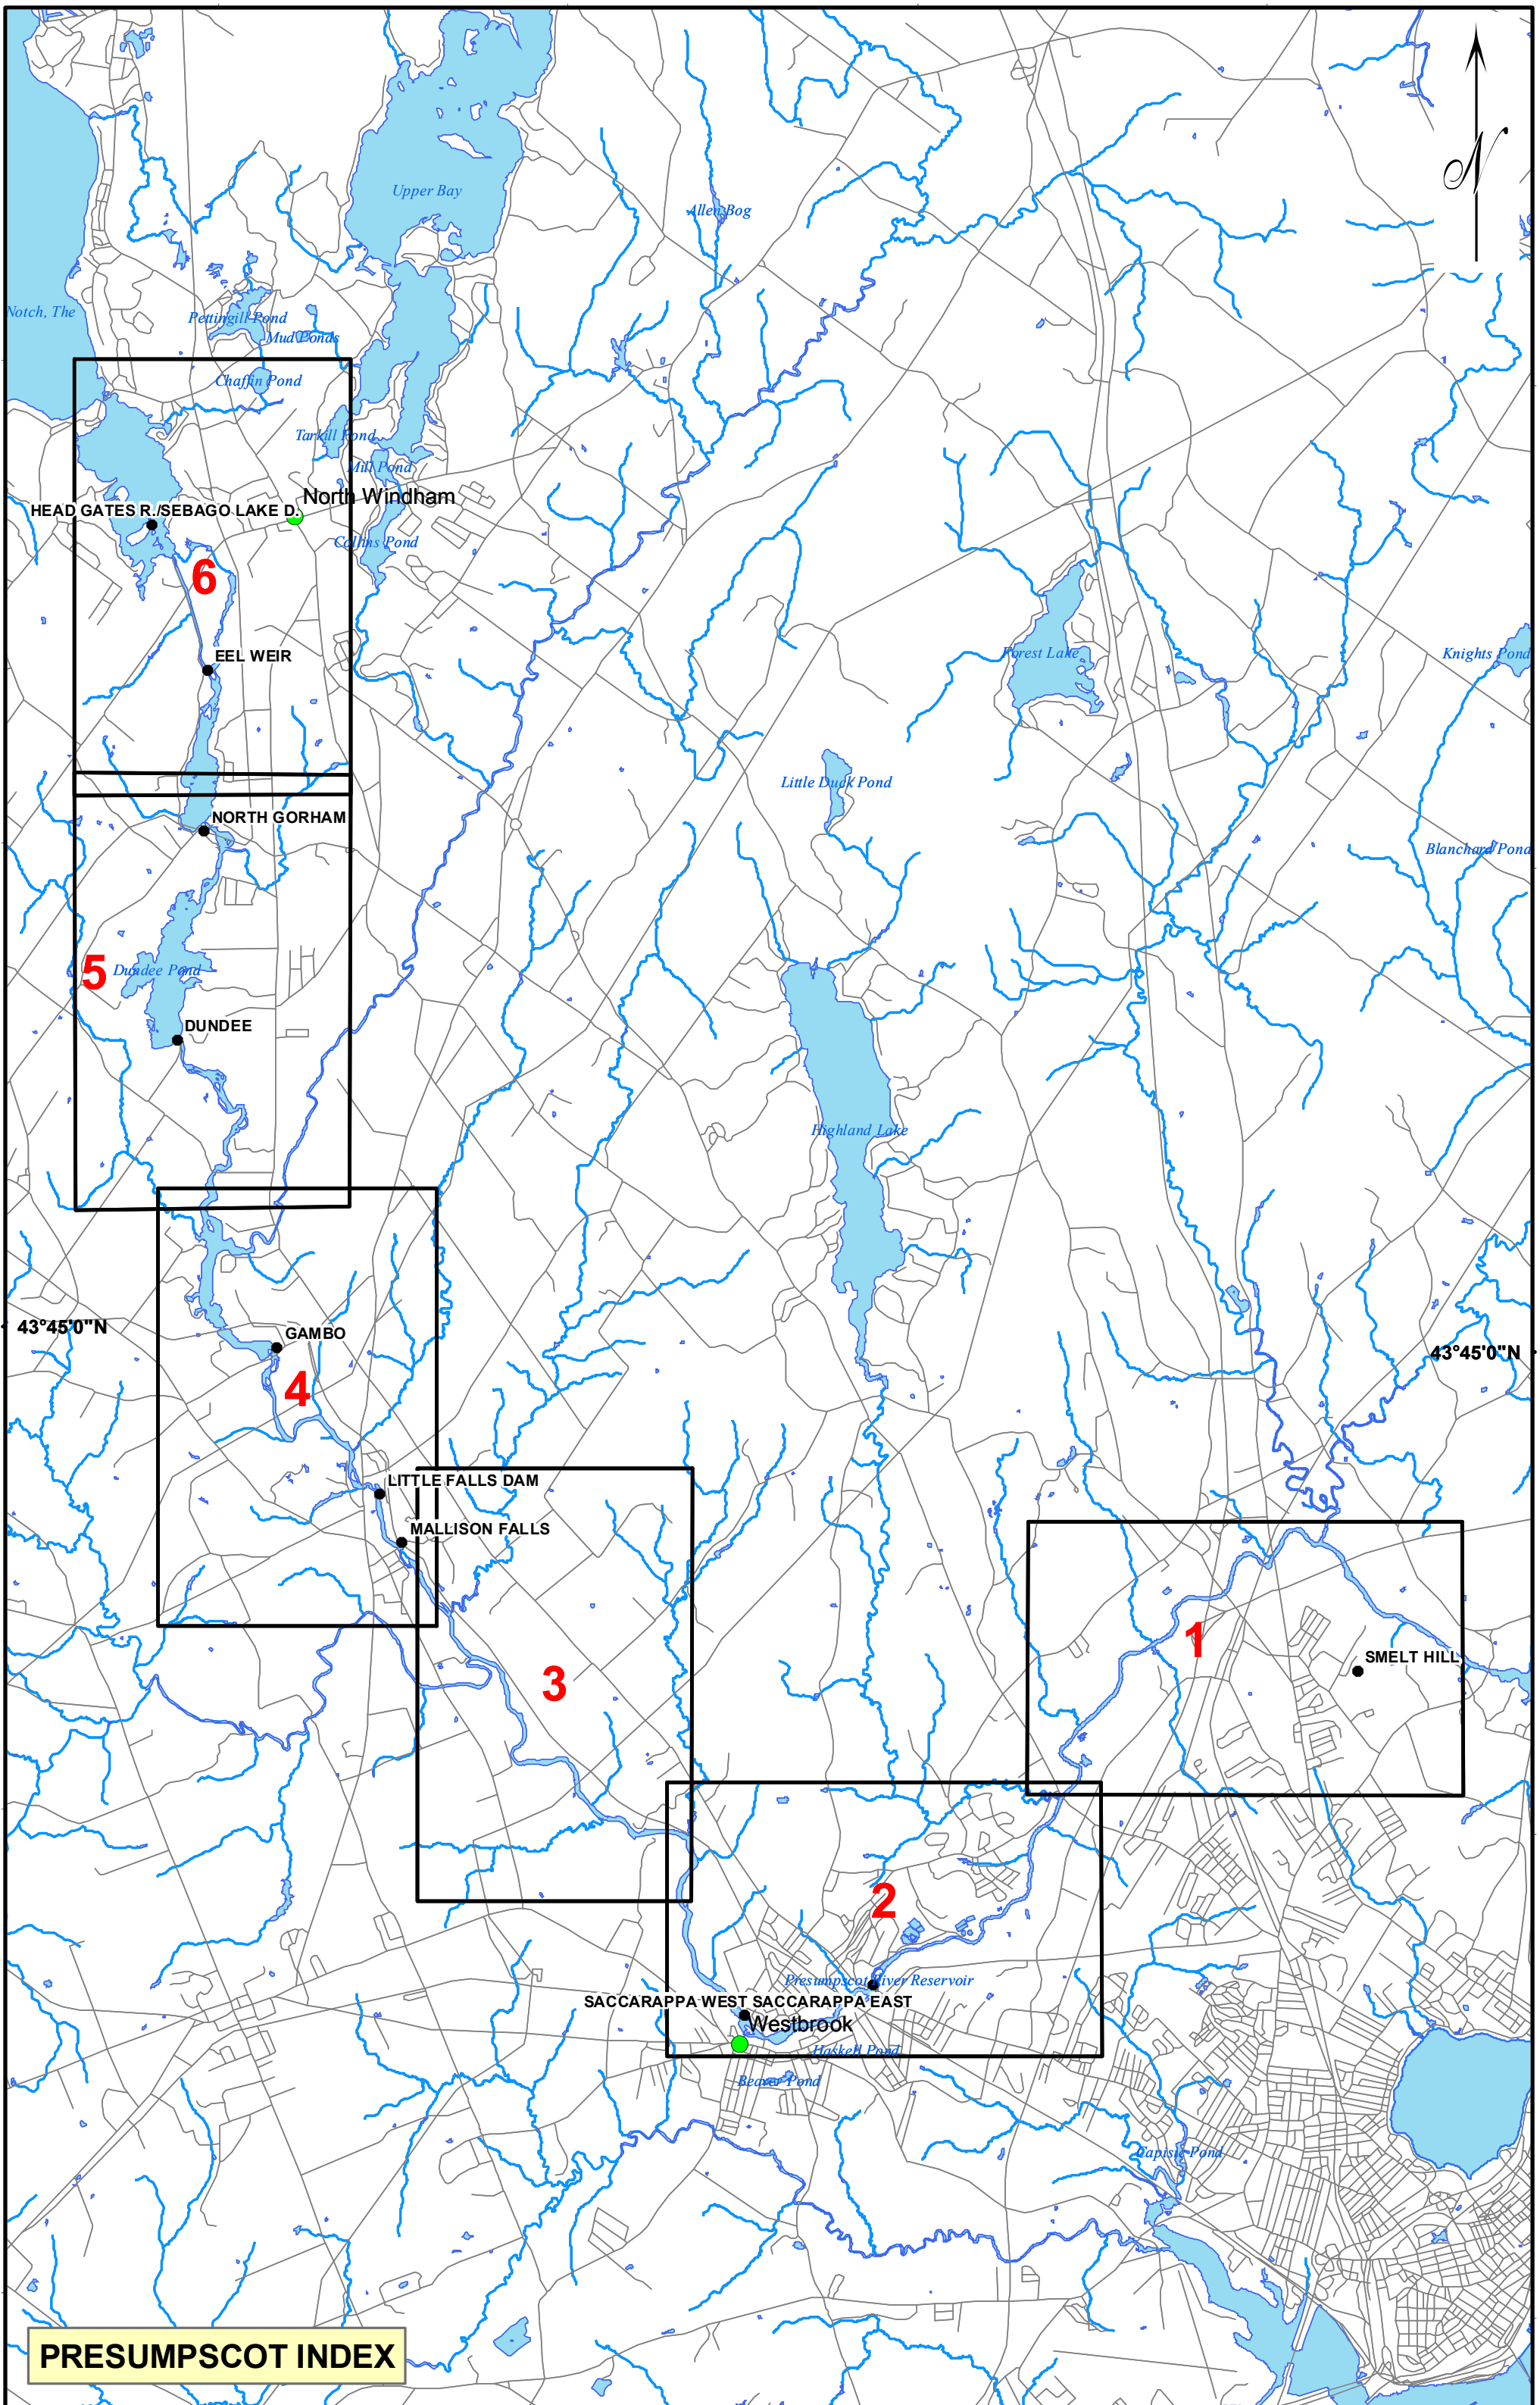 N
Upper Bay
Allen Bog
Notch, The
Pettingill Pond
Mud Ponds
Chaffin Pond
Tarkill Pond
Mill Pond
North Windham
HEAD GATES R./SEBAGO LAKE D.
Collins Pond
6
EEL WEIR
Forest Lake
Knights Pond
Little Duck Pond
NORTH GORHAM
Blanchard Pond
5
Dundee Pond
DUNDEE
Highland Lake
43°45'0"N
GAMBO
43°45'0"N
4
LITTLE FALLS DAM
MALLISON FALLS
1
SMELT HILL
3
2
Presumpscot River Reservoir
SACCARAPPA WEST SACCARAPPA EAST
Westbrook
Haskell Pond
Beaver Pond
Capisic Pond
PRESUMPSCOT INDEX